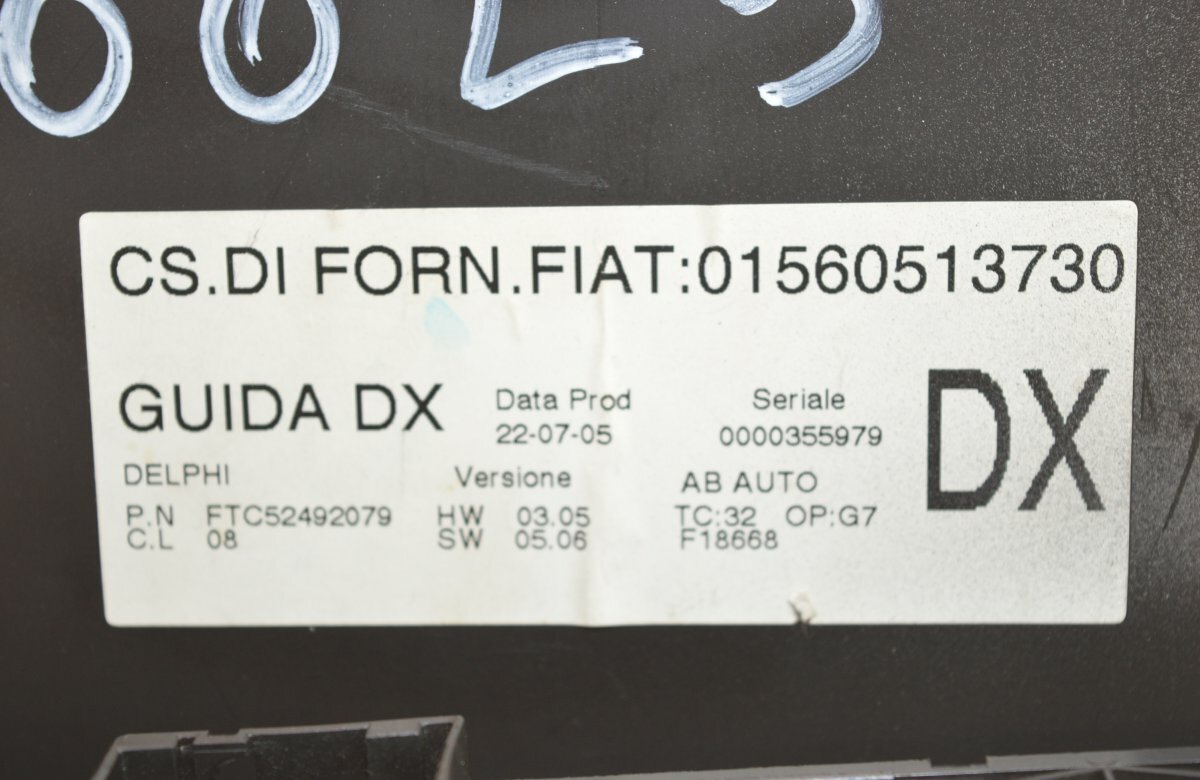 CS.DI FORN.FIAT:01560513730
GUIDA DX
Data Prod
22-07-05
Seriale
0000355979
DX
DELPHI
Versione
AB AUTO
P.N FTC52492079
HW 03.05
TC:32 OP:G7
C.L 08
SW 05.06
F18668